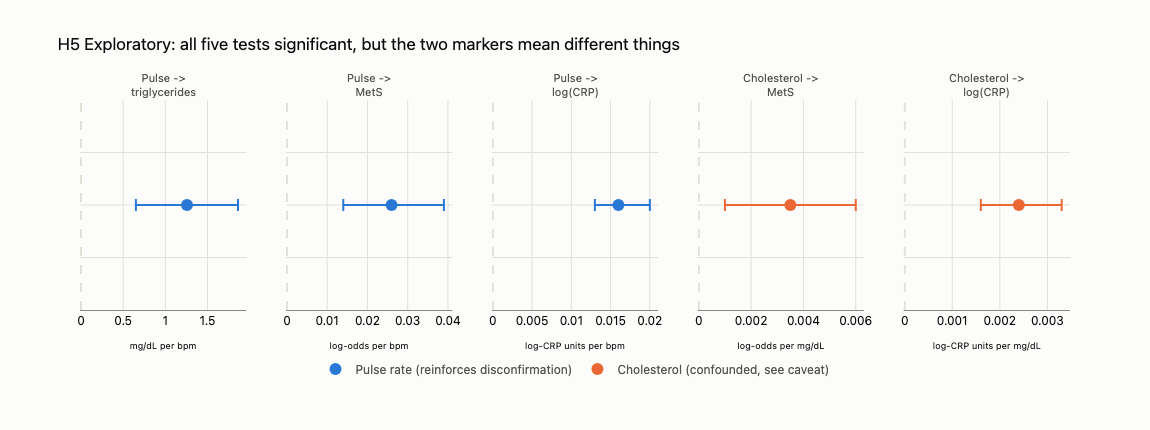 H5 Exploratory: all five tests significant, but the two markers mean different things
Pulse ->
triglycerides
Pulse ->
MetS
Pulse ->
log(CRP)
Cholesterol ->
MetS
Cholesterol ->
log(CRP)
0 0.5 1 1.5
0 0.01 0.02 0.03 0.04
0 0.005 0.01 0.015 0.02
0 0.002 0.004 0.006
0 0.001 0.002 0.003
mg/dL per bpm
log-odds per bpm
log-CRP units per bpm
log-odds per mg/dL
log-CRP units per mg/dL
Pulse rate (reinforces disconfirmation)
Cholesterol (confounded, see caveat)